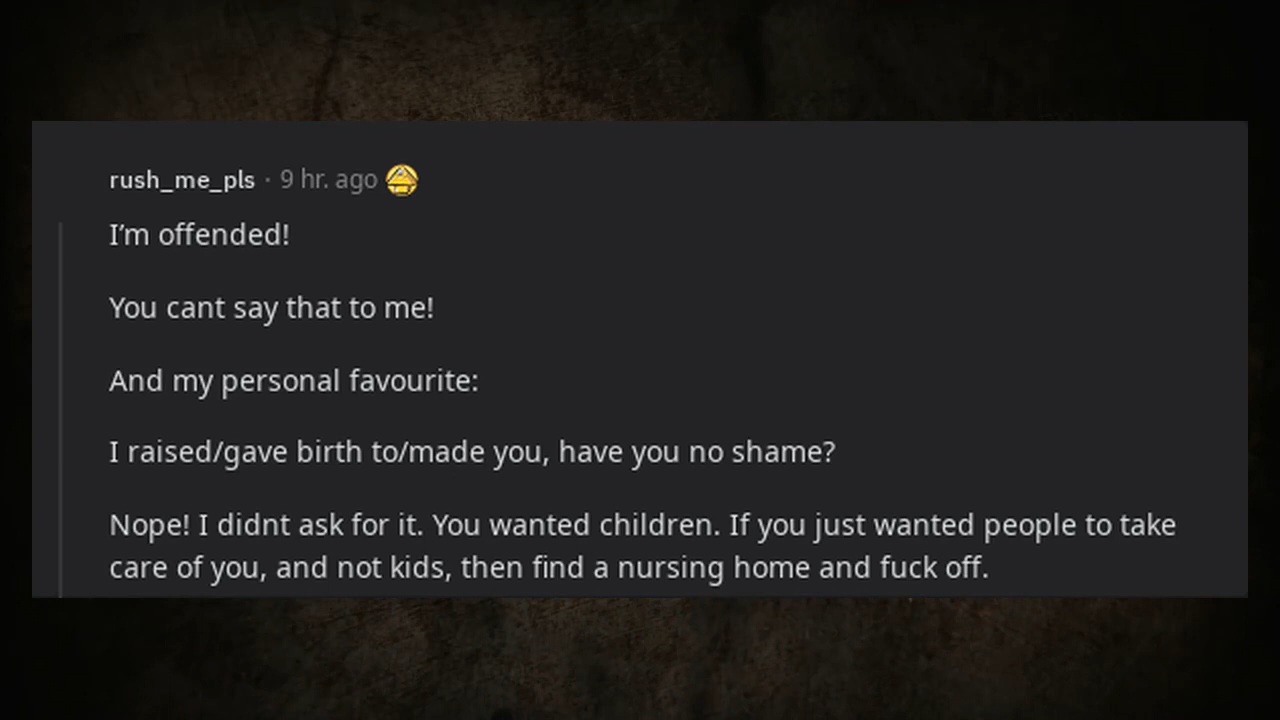 rush_me_pls · 9 hr. ago
I’m offended!
You cant say that to me!
And my personal favourite:
I raised/gave birth to/made you, have you no shame?
Nope! I didnt ask for it. You wanted children. If you just wanted people to take
care of you, and not kids, then find a nursing home and fuck off.